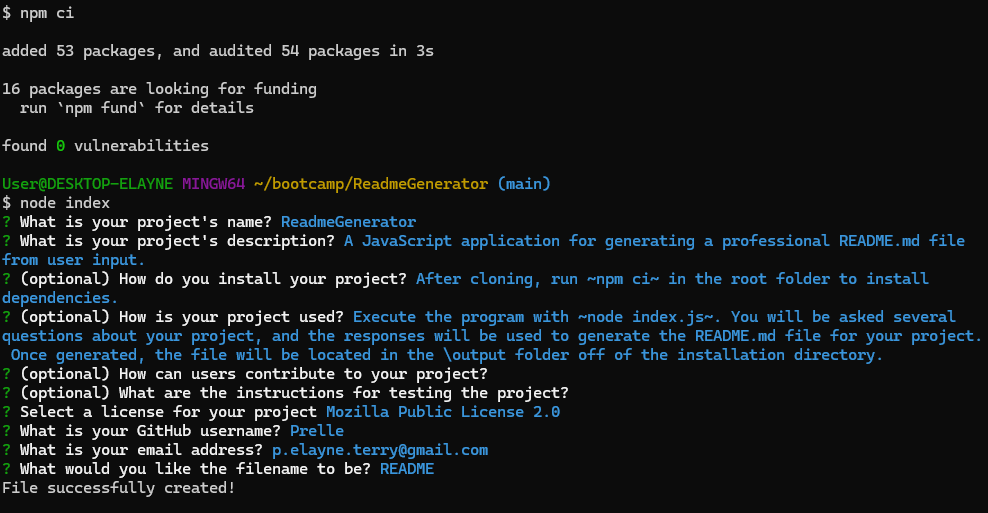 $ npm ci
added 53 packages, and audited 54 packages in 3s
16 packages are looking for funding
  run `npm fund` for details
found 0 vulnerabilities
User@DESKTOP-ELAYNE MINGW64 ~/bootcamp/ReadmeGenerator (main)
$ node index
? What is your project's name? ReadmeGenerator
? What is your project's description? A JavaScript application for generating a professional README.md file
from user input.
? (optional) How do you install your project? After cloning, run ~npm ci~ in the root folder to install
dependencies.
? (optional) How is your project used? Execute the program with ~node index.js~. You will be asked several
questions about your project, and the responses will be used to generate the README.md file for your project.
 Once generated, the file will be located in the \output folder off of the installation directory.
? (optional) How can users contribute to your project?
? (optional) What are the instructions for testing the project?
? Select a license for your project Mozilla Public License 2.0
? What is your GitHub username? Prelle
? What is your email address? p.elayne.terry@gmail.com
? What would you like the filename to be? README
File successfully created!